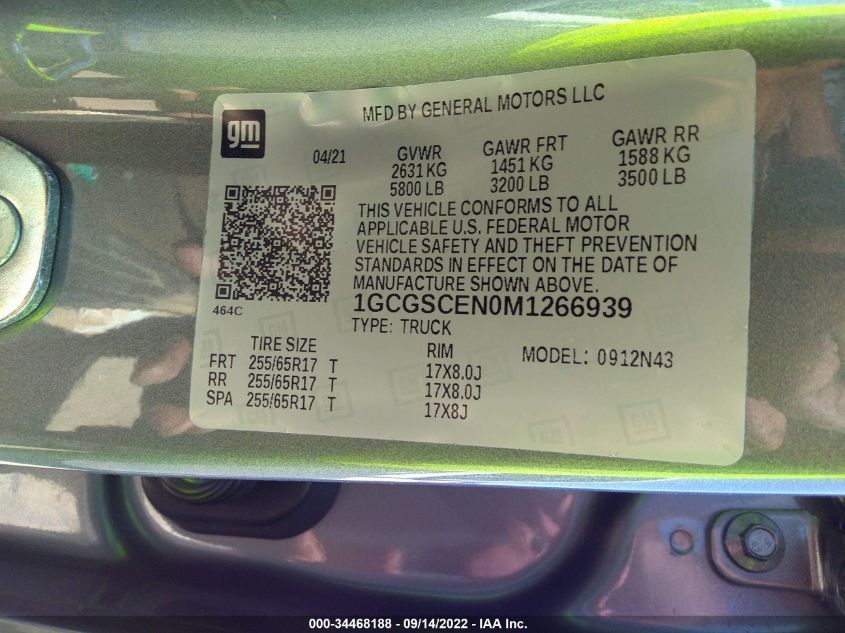 gm
MFD BY GENERAL MOTORS LLC
04/21
GVWR GAWR FRT GAWR RR
2631 KG 1451 KG 1588 KG
5800 LB 3200 LB 3500 LB
THIS VEHICLE CONFORMS TO ALL
APPLICABLE U.S. FEDERAL MOTOR
VEHICLE SAFETY AND THEFT PREVENTION
STANDARDS IN EFFECT ON THE DATE OF
MANUFACTURE SHOWN ABOVE.
464C
1GCGSCEN0M1266939
TYPE: TRUCK
TIRE SIZE RIM MODEL: 0912N43
FRT 255/65R17 T 17X8.0J
RR 255/65R17 T 17X8.0J
SPA 255/65R17 T 17X8J
000-34468188 - 09/14/2022 - IAA Inc.